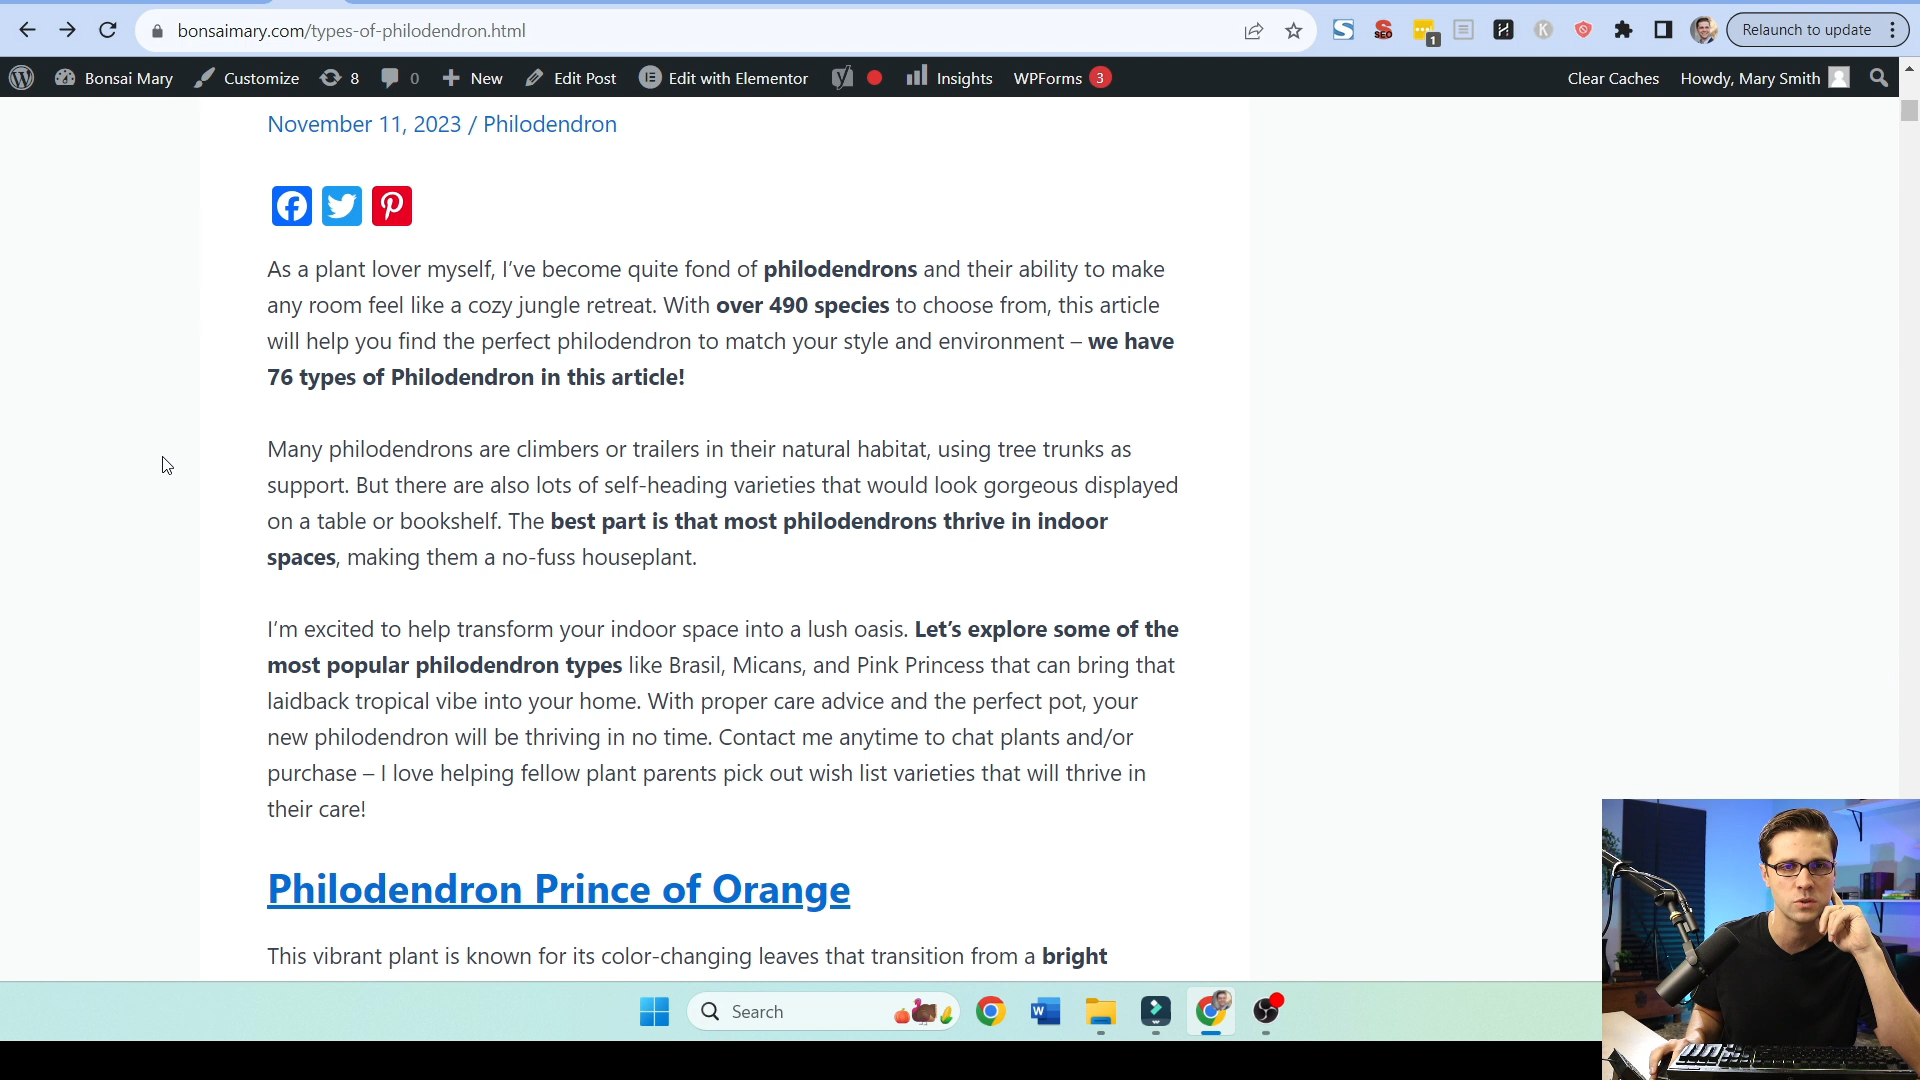 bonsaimary.com/types-of-philodendron.html
SEO
1
K
Relaunch to update
Bonsai Mary
Customize
8
0
New
Edit Post
Edit with Elementor
Insights
WPForms 3
Clear Caches
Howdy, Mary Smith
November 11, 2023 / Philodendron
As a plant lover myself, I've become quite fond of philodendrons and their ability to make
any room feel like a cozy jungle retreat. With over 490 species to choose from, this article
will help you find the perfect philodendron to match your style and environment – we have
76 types of Philodendron in this article!
Many philodendrons are climbers or trailers in their natural habitat, using tree trunks as
support. But there are also lots of self-heading varieties that would look gorgeous displayed
on a table or bookshelf. The best part is that most philodendrons thrive in indoor
spaces, making them a no-fuss houseplant.
I'm excited to help transform your indoor space into a lush oasis. Let's explore some of the
most popular philodendron types like Brasil, Micans, and Pink Princess that can bring that
laidback tropical vibe into your home. With proper care advice and the perfect pot, your
new philodendron will be thriving in no time. Contact me anytime to chat plants and/or
purchase – I love helping fellow plant parents pick out wish list varieties that will thrive in
their care!
Philodendron Prince of Orange
This vibrant plant is known for its color-changing leaves that transition from a bright
Search